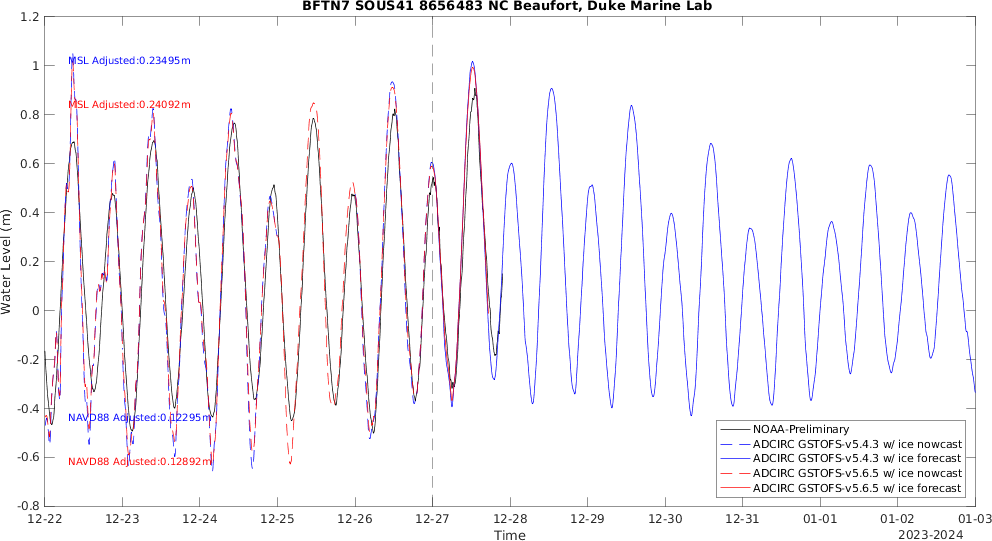 BFTN7 SOUS41 8656483 NC Beaufort, Duke Marine Lab
1.2
1
0.8
0.6
0.4
0.2
0
-0.2
-0.4
-0.6
-0.8
Water Level (m)
MSL Adjusted:0.23495m
MSL Adjusted:0.24092m
NAVD88 Adjusted:0.12295m
NAVD88 Adjusted:0.12892m
NOAA-Preliminary
ADCIRC GSTOFS-v5.4.3 w/ ice nowcast
ADCIRC GSTOFS-v5.4.3 w/ ice forecast
ADCIRC GSTOFS-v5.6.5 w/ ice nowcast
ADCIRC GSTOFS-v5.6.5 w/ ice forecast
12-22 12-23 12-24 12-25 12-26 12-27 12-28 12-29 12-30 12-31 01-01 01-02 01-03
Time
2023-2024